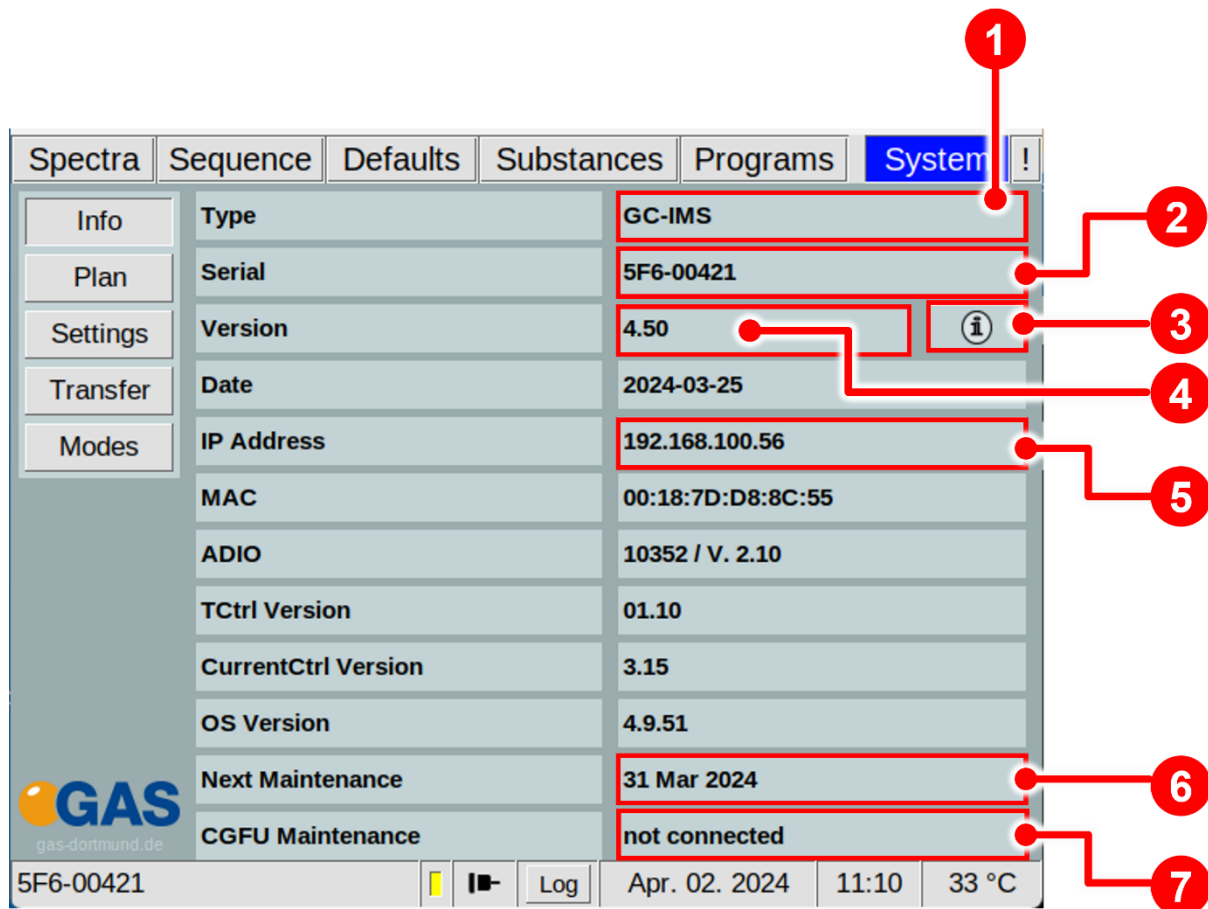 1
Spectra Sequence Defaults Substances Programs System !
Info Type GC-IMS 2
Plan Serial 5F6-00421
Settings Version 4.50 i 3
Transfer Date 2024-03-25 4
Modes IP Address 192.168.100.56
MAC 00:18:7D:D8:8C:55 5
ADIO 10352 / V. 2.10
TCtrl Version 01.10
CurrentCtrl Version 3.15
OS Version 4.9.51
Next Maintenance 31 Mar 2024 6
GAS
gas-dortmund.de CGFU Maintenance not connected
5F6-00421 Log Apr. 02. 2024 11:10 33 °C 7